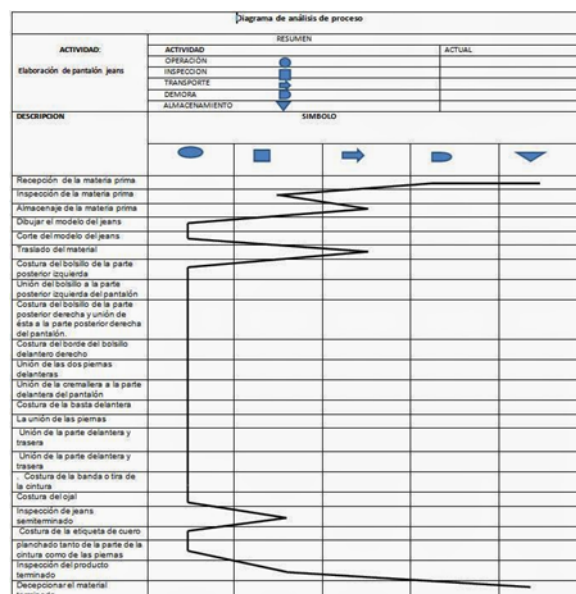 Diagrama de análisis de proceso
RESUMEN
ACTIVIDAD:
Elaboración de pantalón jeans
ACTIVIDAD
ACTUAL
OPERACIÓN
INSPECCION
TRANSPORTE
DEMORA
ALMACENAMIENTO
DESCRIPCION
SIMBOLO
Recepción de la materia prima
Inspección de la materia prima
Almacenaje de la materia prima
Dibujar el modelo del jeans
Corte del modelo del jeans
Traslado del material
Costura del bolsillo de la parte
posterior izquierda
Unión del bolsillo a la parte
posterior izquierda del pantalón
Costura del bolsillo de la parte
posterior derecha y unión de
ésta a la parte posterior derecha
del pantalón.
Costura del borde del bolsillo
delantero derecho
Unión de las dos piernas
delanteras
Unión de la cremallera a la parte
delantera del pantalón
Costura de la basta delantera
La unión de las piernas
Unión de la parte delantera y
trasera
Unión de la parte delantera y
trasera
. Costura de la banda o tira de
la cintura
Costura del ojal
Inspección de jeans
semiterminado
Costura de la etiqueta de cuero
planchado tanto de la parte de la
cintura como de las piernas
Inspección del producto
terminado
Decepcionar el material